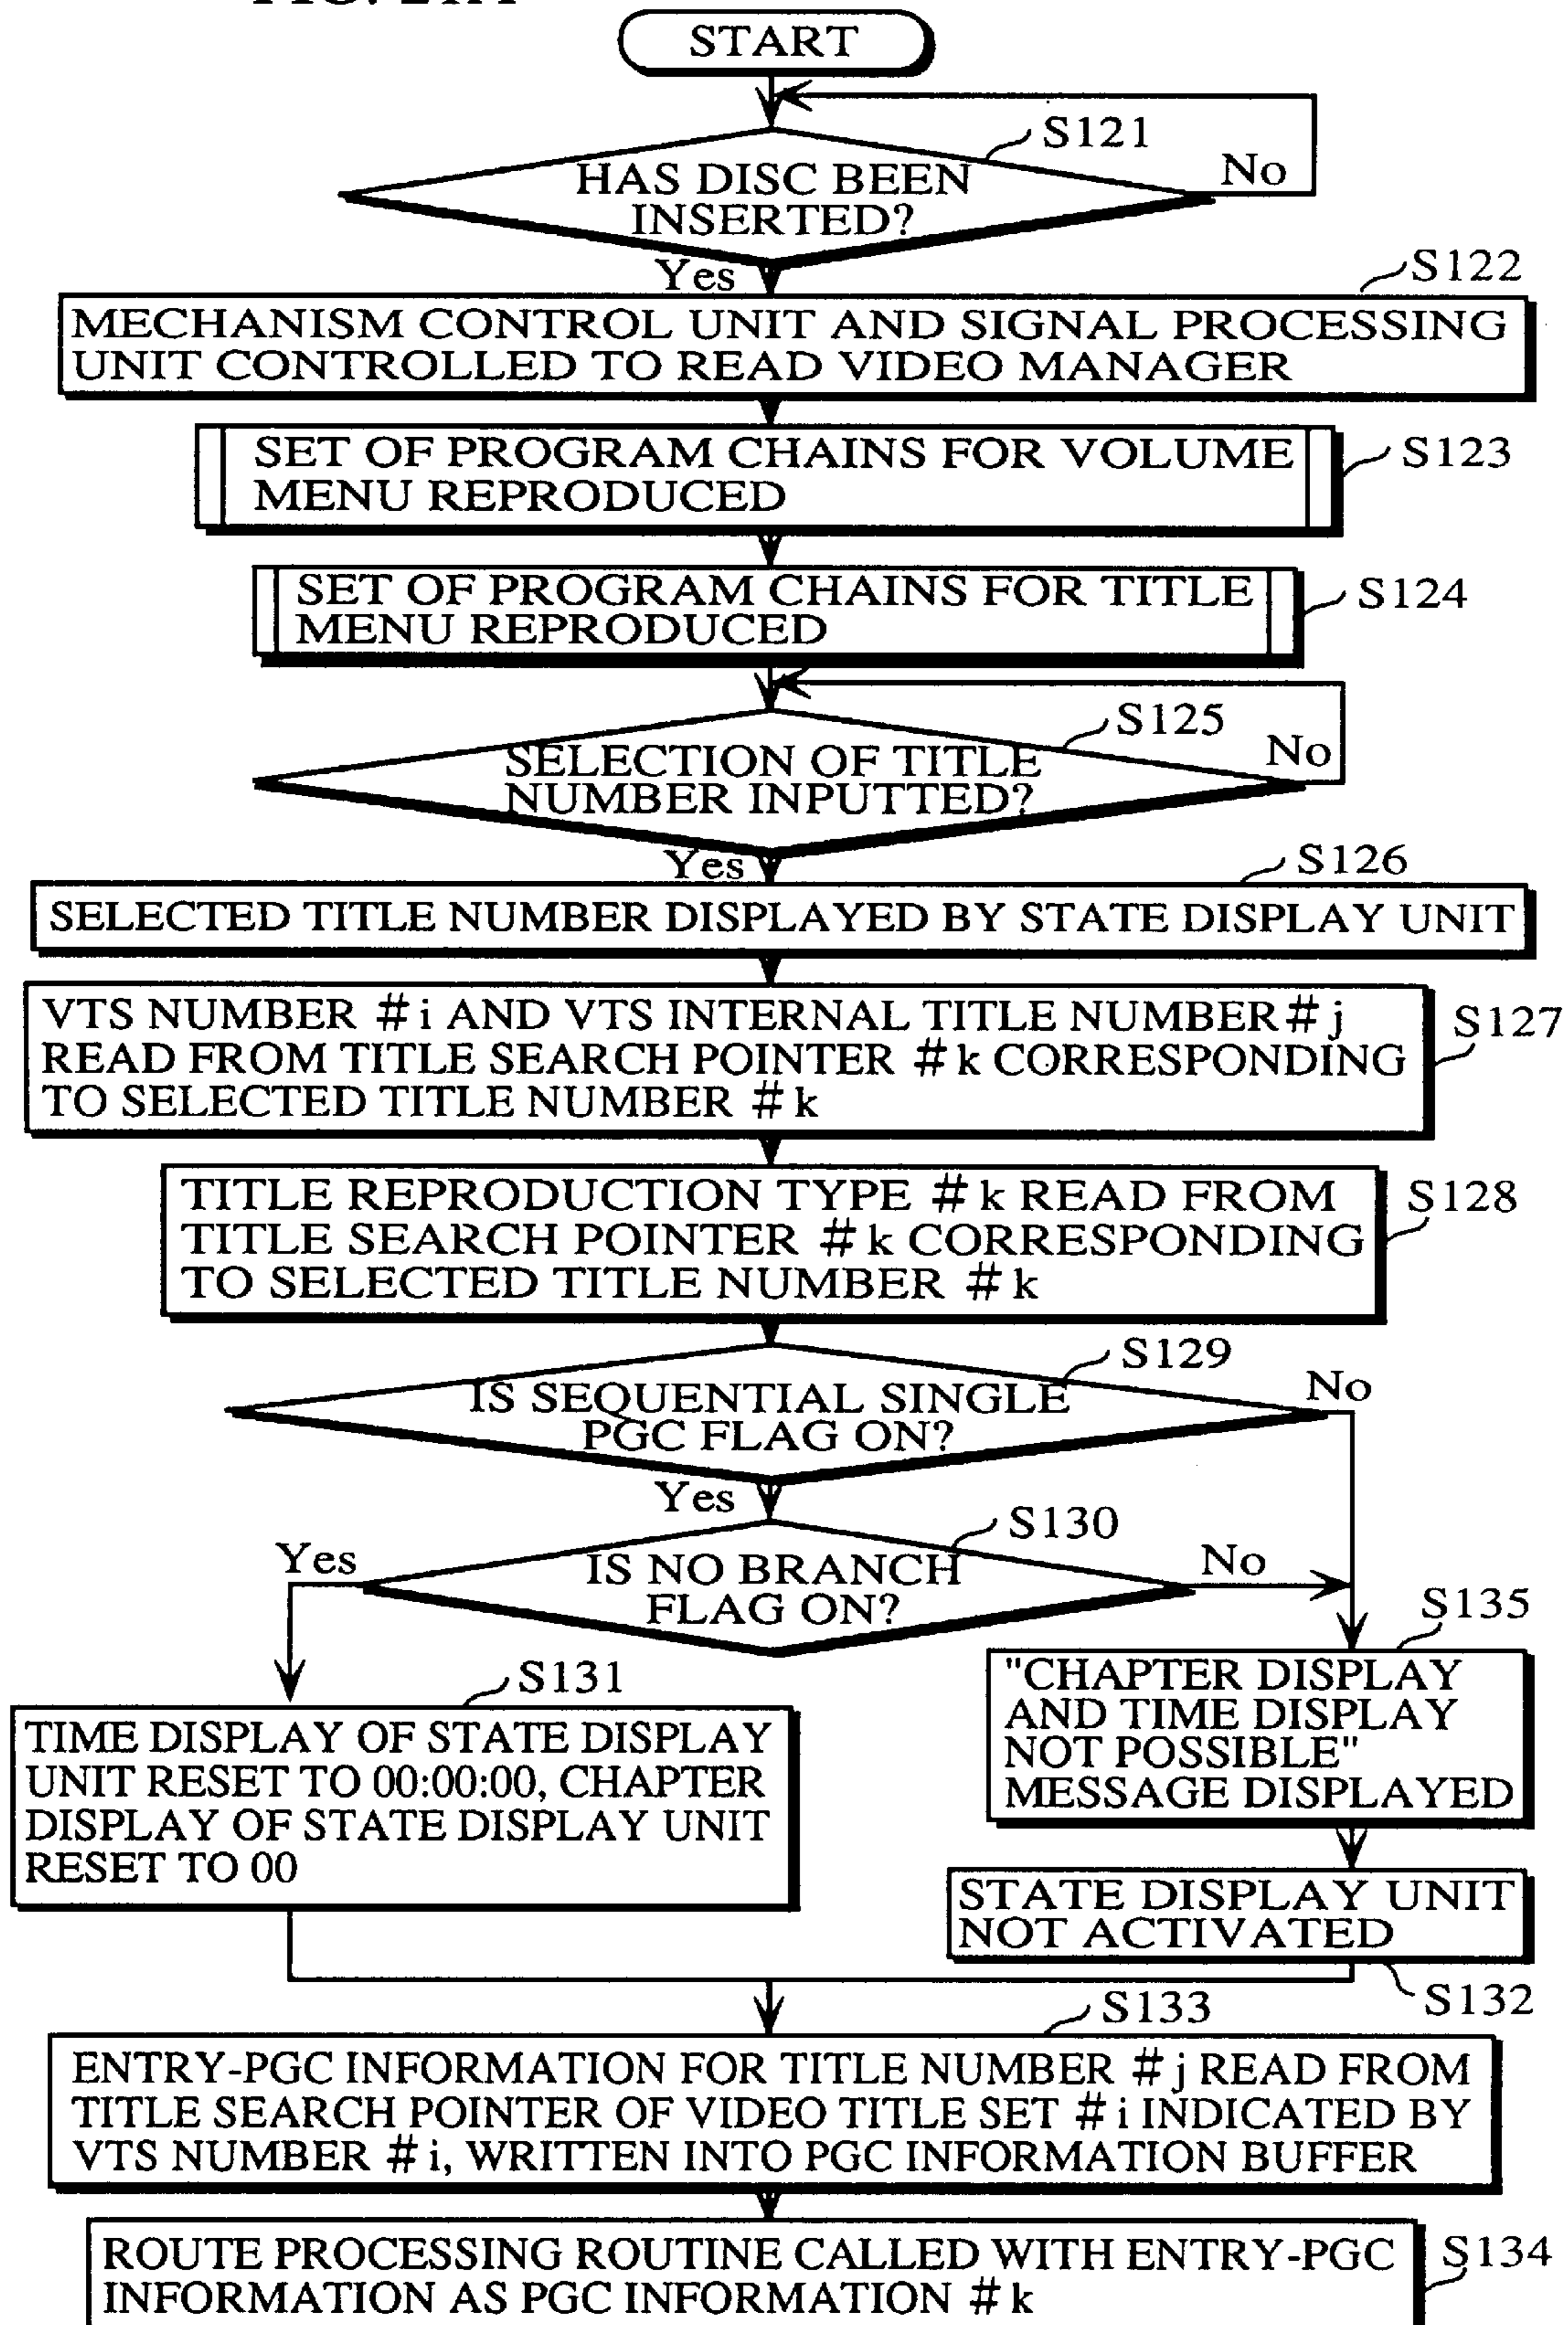 START
S121
HAS DISC BEEN
INSERTED?
No
Yes
S122
MECHANISM CONTROL UNIT AND SIGNAL PROCESSING
UNIT CONTROLLED TO READ VIDEO MANAGER
SET OF PROGRAM CHAINS FOR VOLUME
MENU REPRODUCED
S123
SET OF PROGRAM CHAINS FOR TITLE
MENU REPRODUCED
S124
S125
SELECTION OF TITLE
NUMBER INPUTTED?
No
Yes
S126
SELECTED TITLE NUMBER DISPLAYED BY STATE DISPLAY UNIT
VTS NUMBER #i AND VTS INTERNAL TITLE NUMBER #j
READ FROM TITLE SEARCH POINTER #k CORRESPONDING
TO SELECTED TITLE NUMBER #k
S127
TITLE REPRODUCTION TYPE #k READ FROM
TITLE SEARCH POINTER #k CORRESPONDING
TO SELECTED TITLE NUMBER #k
S128
S129
IS SEQUENTIAL SINGLE
PGC FLAG ON?
No
Yes
S130
IS NO BRANCH
FLAG ON?
Yes
No
S135
"CHAPTER DISPLAY
AND TIME DISPLAY
NOT POSSIBLE"
MESSAGE DISPLAYED
S131
TIME DISPLAY OF STATE DISPLAY
UNIT RESET TO 00:00:00, CHAPTER
DISPLAY OF STATE DISPLAY UNIT
RESET TO 00
STATE DISPLAY UNIT
NOT ACTIVATED
S132
S133
ENTRY-PGC INFORMATION FOR TITLE NUMBER #j READ FROM
TITLE SEARCH POINTER OF VIDEO TITLE SET #i INDICATED BY
VTS NUMBER #i, WRITTEN INTO PGC INFORMATION BUFFER
ROUTE PROCESSING ROUTINE CALLED WITH ENTRY-PGC
INFORMATION AS PGC INFORMATION #k
S134